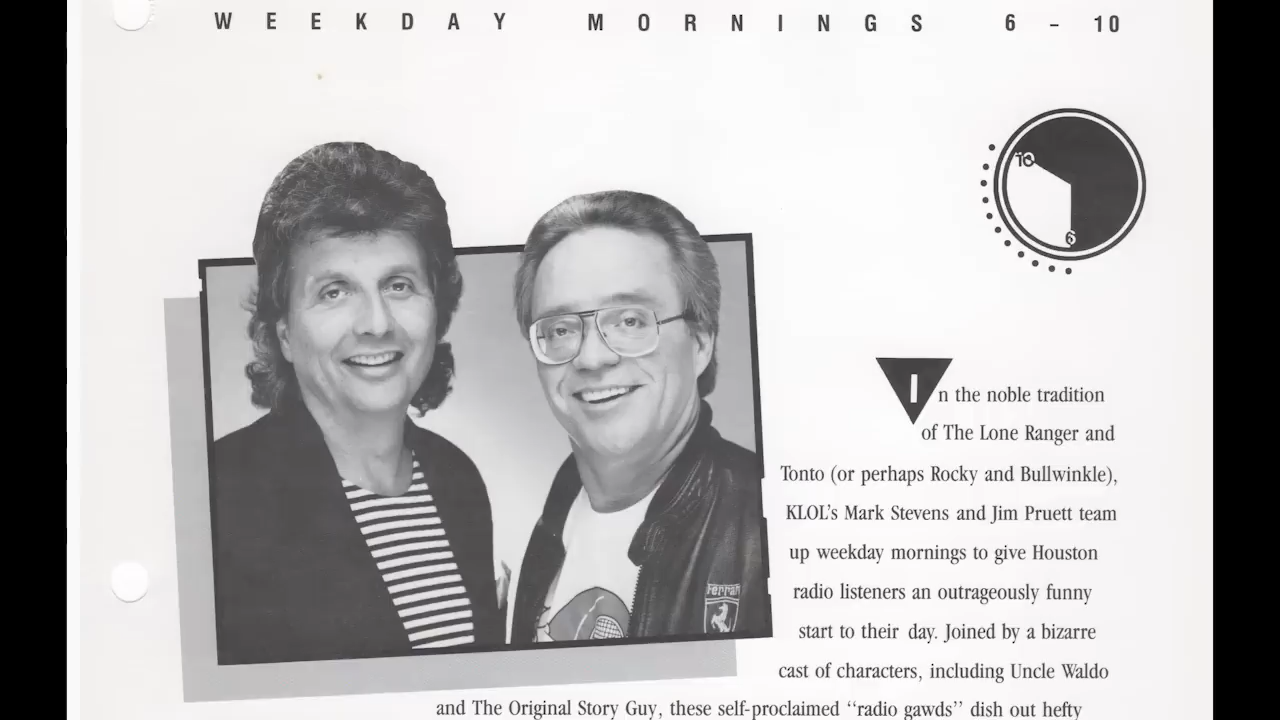 WEEKDAY MORNINGS 6 – 10
10
6
In the noble tradition
of The Lone Ranger and
Tonto (or perhaps Rocky and Bullwinkle),
KLOL's Mark Stevens and Jim Pruett team
up weekday mornings to give Houston
radio listeners an outrageously funny
start to their day. Joined by a bizarre
cast of characters, including Uncle Waldo
and The Original Story Guy, these self-proclaimed "radio gawds" dish out hefty
Ferrari